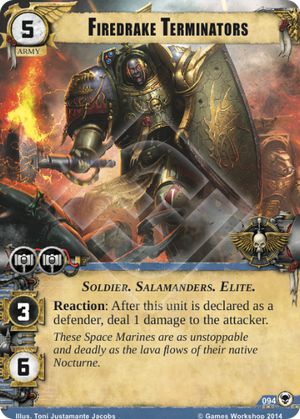 5
FIREDRAKE TERMINATORS
ARMY
SOLDIER. SALAMANDERS. ELITE.
3
Reaction: After this unit is declared as a
defender, deal 1 damage to the attacker.
6
These Space Marines are as unstoppable
and deadly as the lava flows of their native
Nocturne.
094
Illus. Toni Justamante Jacobs
© Games Workshop 2014